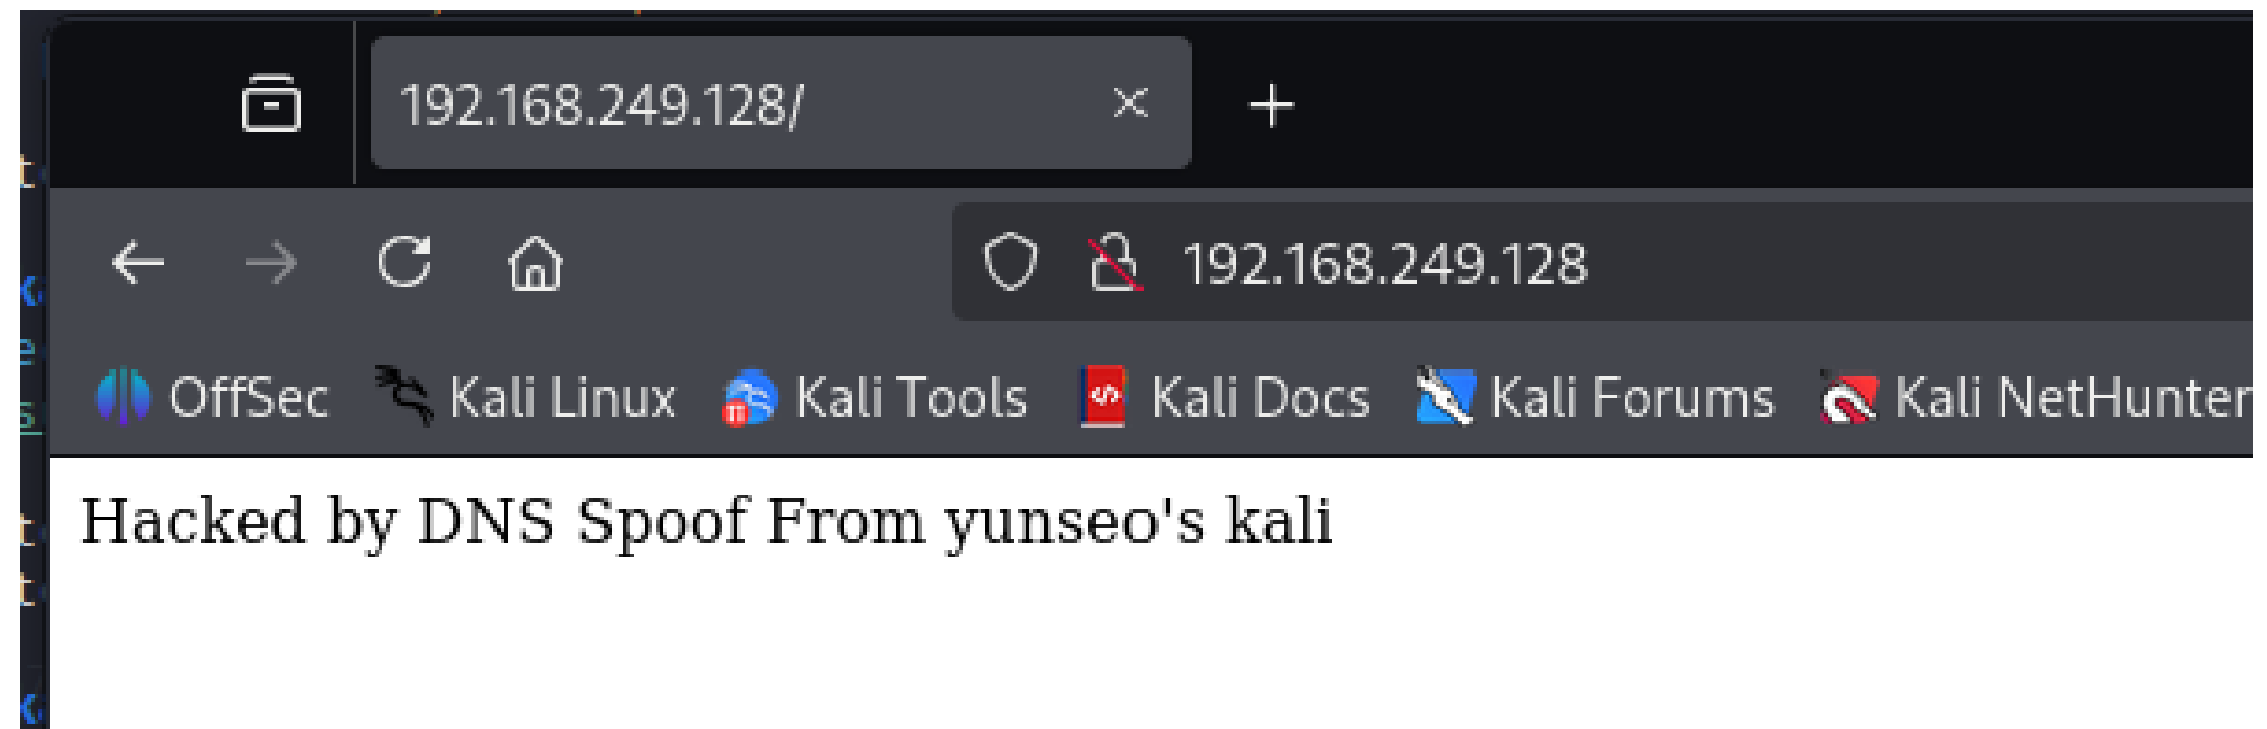 192.168.249.128/
192.168.249.128
OffSec Kali Linux Kali Tools Kali Docs Kali Forums Kali NetHunter
Hacked by DNS Spoof From yunseo's kali